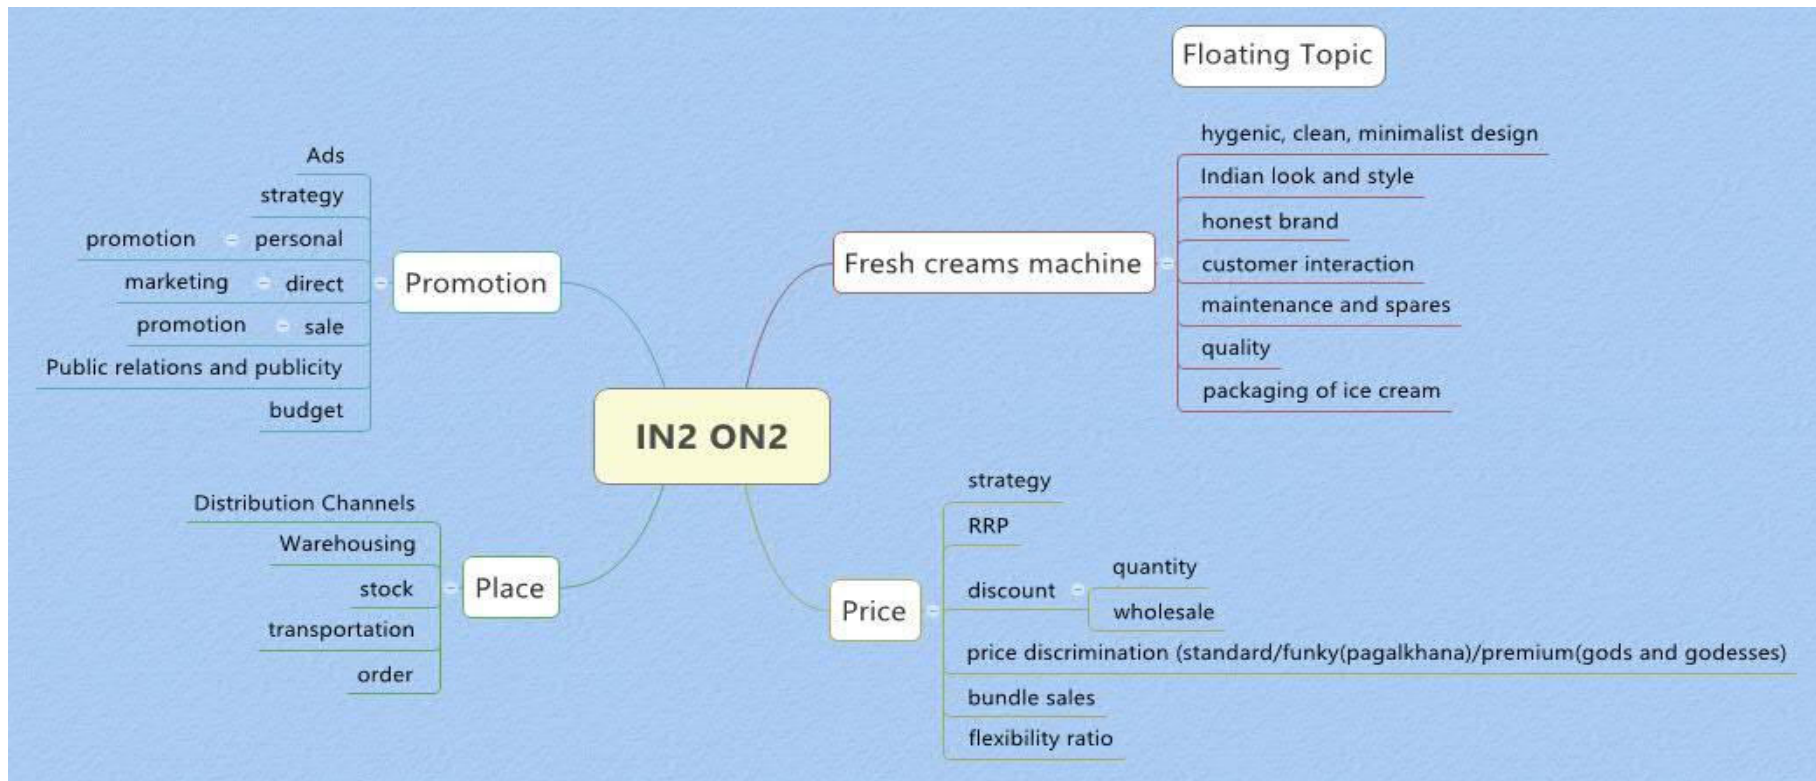 Floating Topic
Ads
strategy
promotion personal
marketing direct
promotion sale
Public relations and publicity
budget
Promotion
Fresh creams machine
hygenic, clean, minimalist design
Indian look and style
honest brand
customer interaction
maintenance and spares
quality
packaging of ice cream
IN2 ON2
Distribution Channels
Warehousing
stock
transportation
order
Place
Price
strategy
RRP
discount
quantity
wholesale
price discrimination (standard/funky(pagalkhana)/premium(gods and godesses)
bundle sales
flexibility ratio